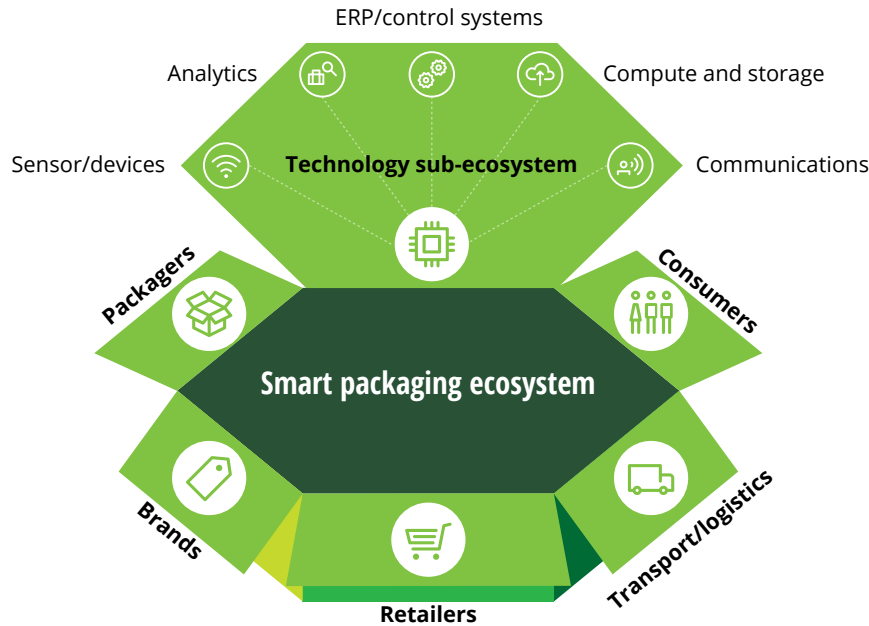 ERP/control systems
Analytics
Compute and storage
Sensor/devices
Technology sub-ecosystem
Communications
Packagers
Consumers
Smart packaging ecosystem
Brands
Transport/logistics
Retailers